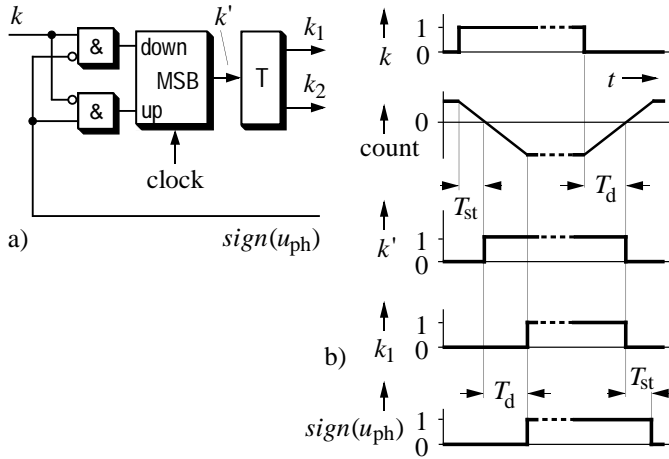 k
&
&
down
MSB
up
k'
T
k1
k2
clock
a)
sign(uph)
1
0
k
t
0
count
Tst
Td
1
0
k'
b)
1
0
k1
Td
Tst
1
0
sign(uph)